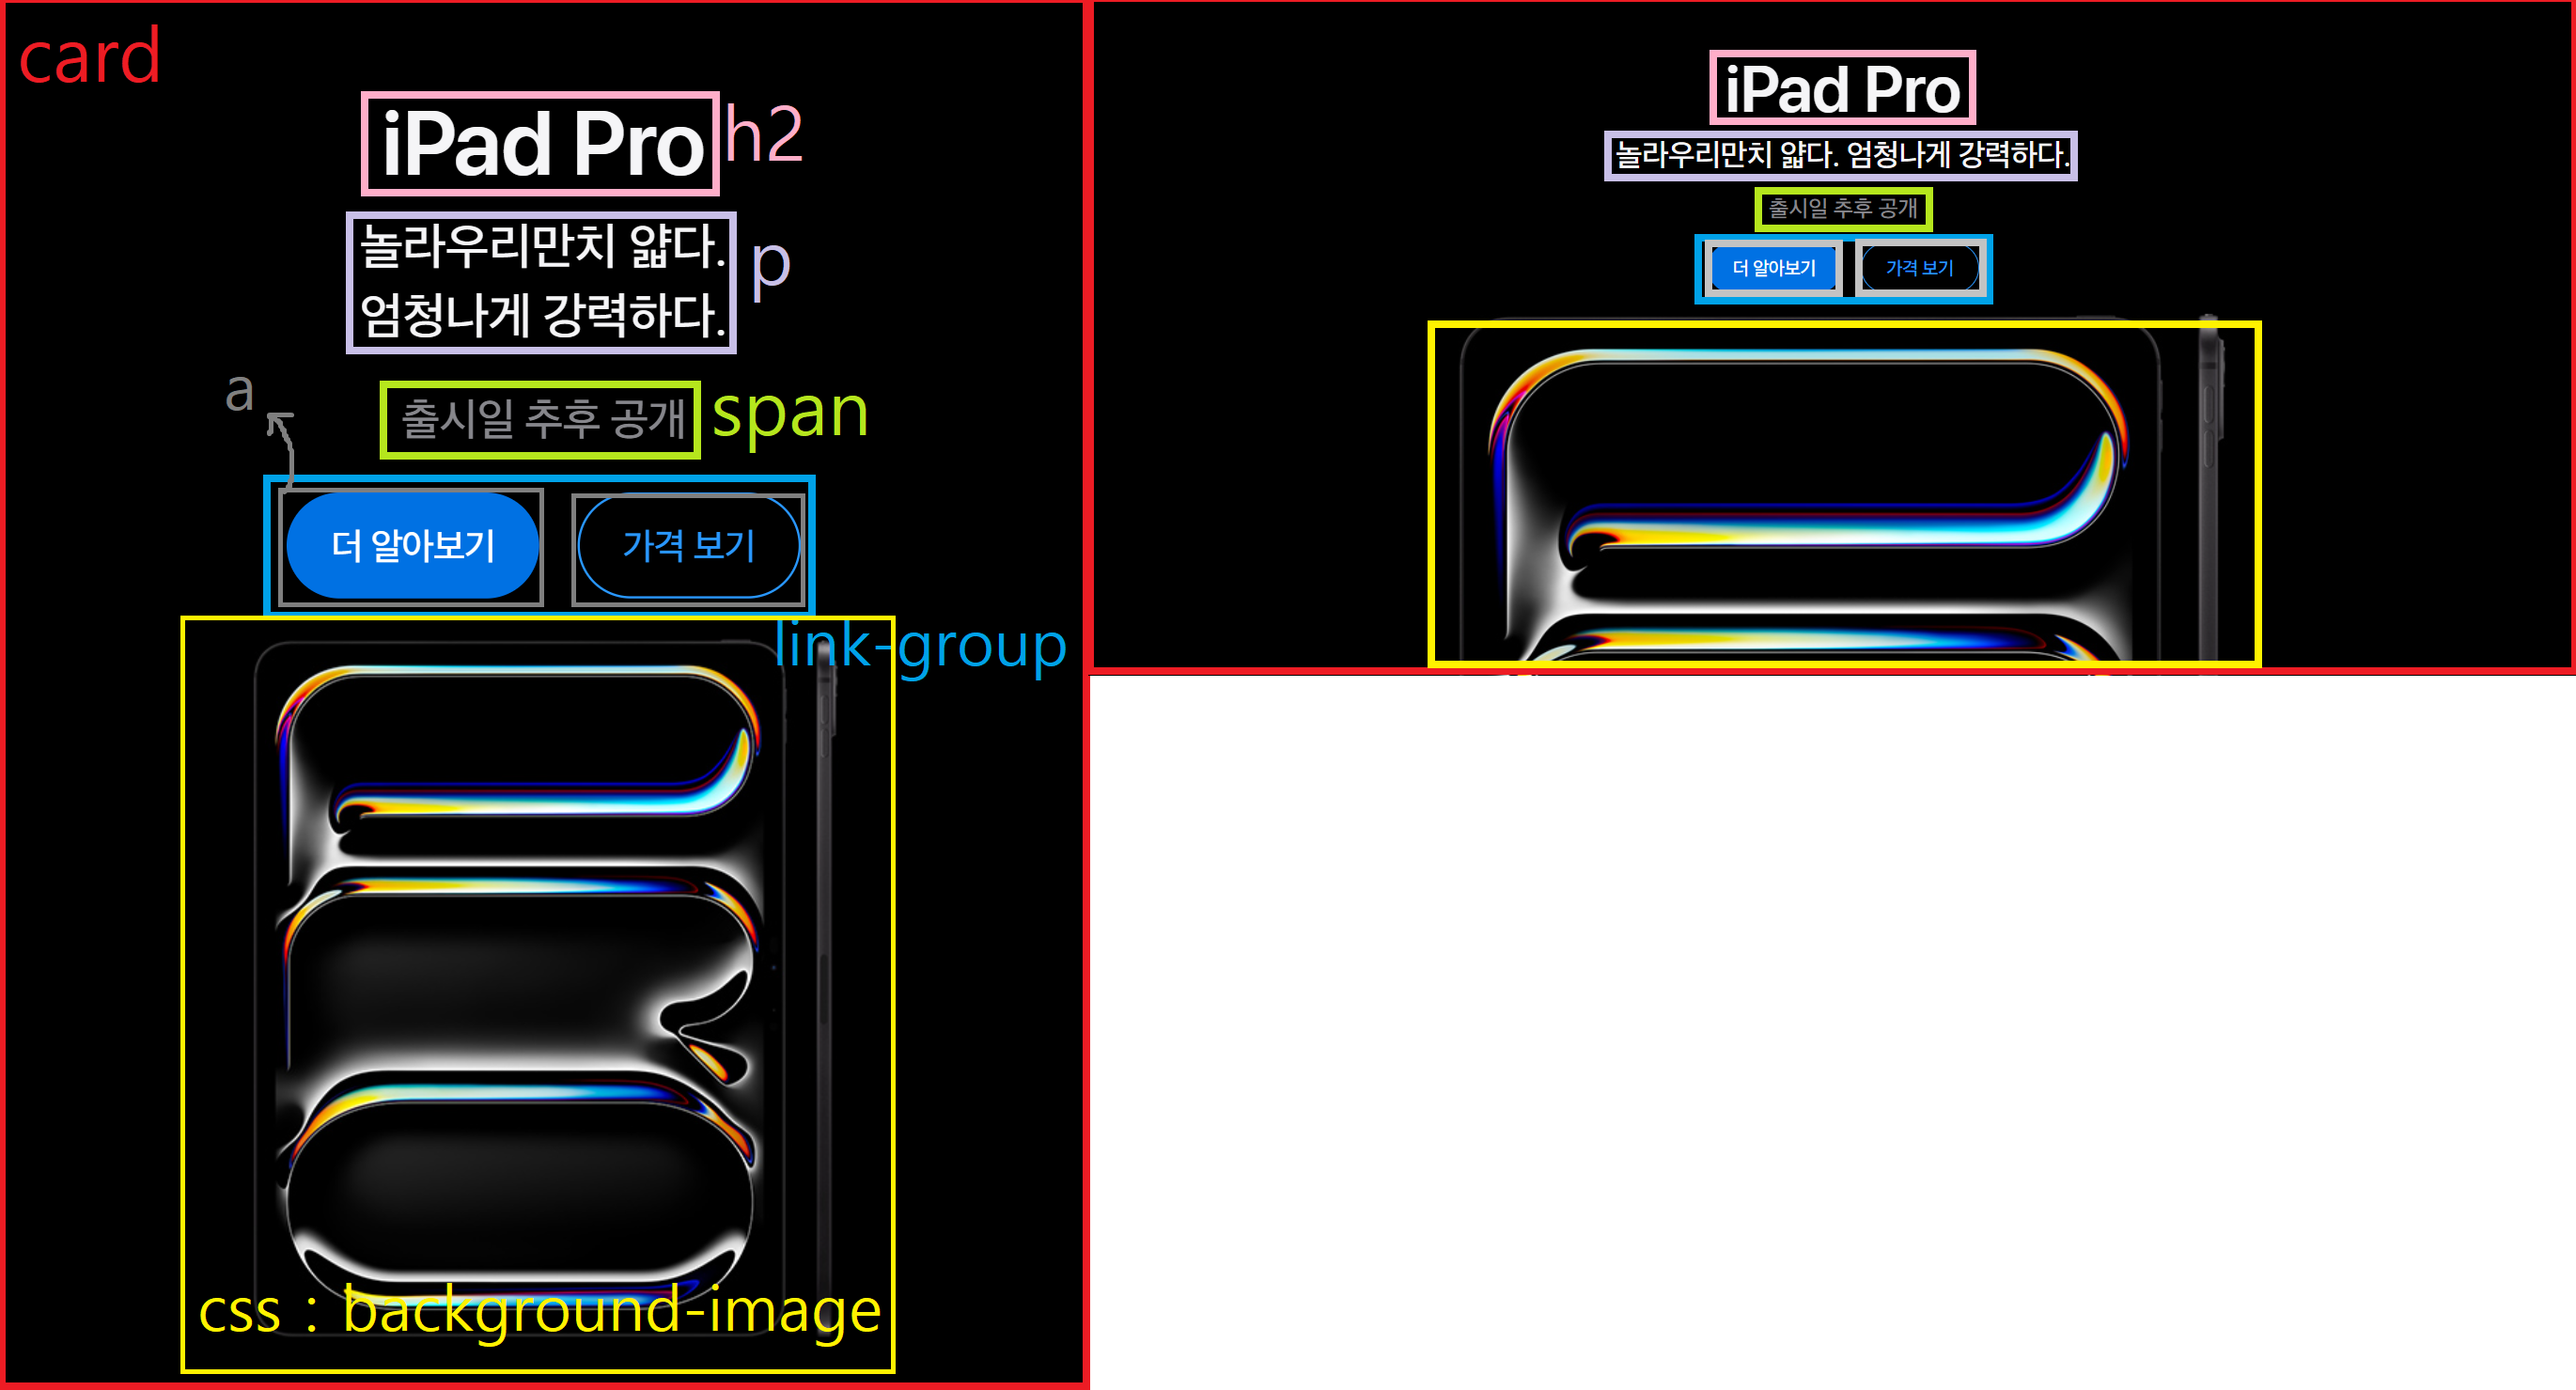 card
iPad Pro
h2
놀라우리만치 얇다.
엄청나게 강력하다.
p
a
출시일 추후 공개
span
더 알아보기
가격 보기
link-group
css : background-image
iPad Pro
놀라우리만치 얇다. 엄청나게 강력하다.
출시일 추후 공개
더 알아보기
가격 보기